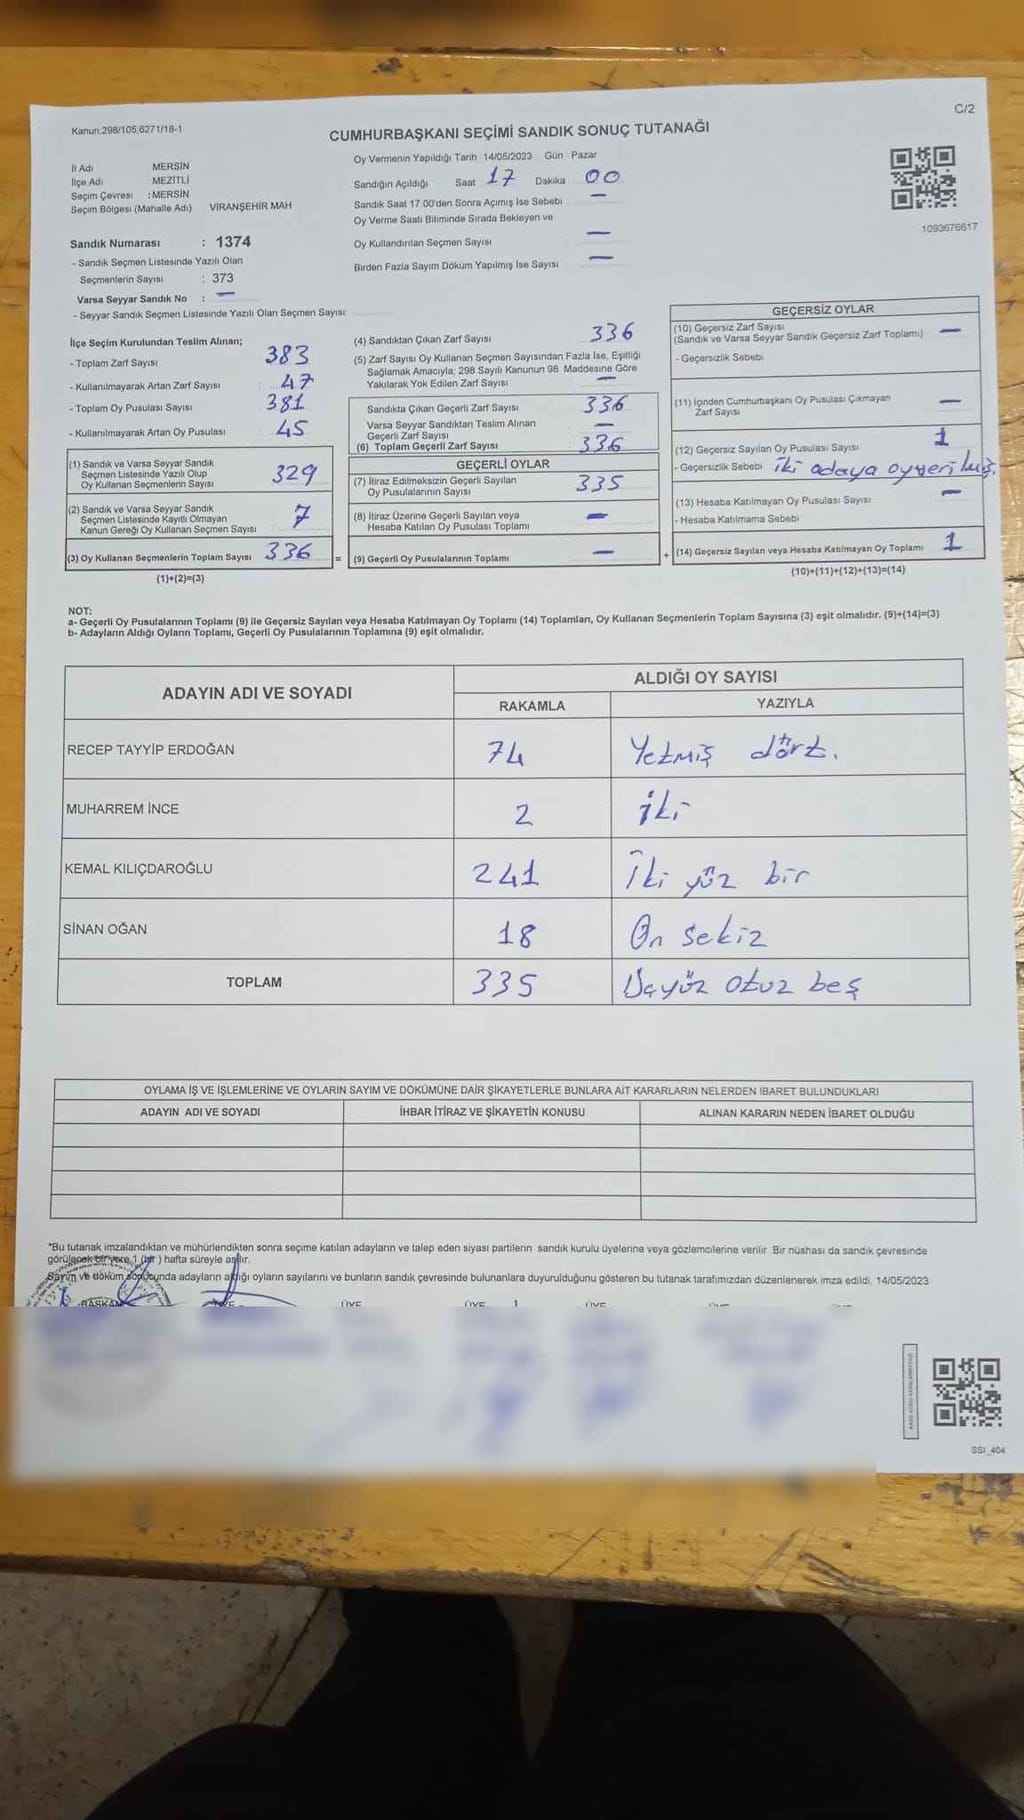 C/2
Kanun:298/105,6271/18-1
CUMHURBAŞKANI SEÇİMİ SANDIK SONUÇ TUTANAĞI
İl Adı MERSİN
İlçe Adı MEZİTLİ
Seçim Çevresi : MERSİN
Seçim Bölgesi (Mahalle Adı) VİRANŞEHİR MAH
Sandık Numarası : 1374
- Sandık Seçmen Listesinde Yazılı Olan
Seçmenlerin Sayısı : 373
Varsa Seyyar Sandık No : —
- Seyyar Sandık Seçmen Listesinde Yazılı Olan Seçmen Sayısı
Oy Vermenin Yapıldığı Tarih 14/05/2023 Gün Pazar
Sandığın Açıldığı Saat 17 Dakika 00
Sandık Saat 17.00'den Sonra Açılmış İse Sebebi —
Oy Verme Saati Bitiminde Sırada Bekleyen ve
Oy Kullandırılan Seçmen Sayısı —
Birden Fazla Sayım Döküm Yapılmış İse Sayısı —
1093676617
İlçe Seçim Kurulundan Teslim Alınan;
- Toplam Zarf Sayısı 383
- Kullanılmayarak Artan Zarf Sayısı : 47
- Toplam Oy Pusulası Sayısı 381
- Kullanılmayarak Artan Oy Pusulası 45
(1) Sandık ve Varsa Seyyar Sandık
Seçmen Listesinde Yazılı Olup
Oy Kullanan Seçmenlerin Sayısı 329
(2) Sandık ve Varsa Seyyar Sandık
Seçmen Listesinde Kayıtlı Olmayan
Kanun Gereği Oy Kullanan Seçmen Sayısı 7
(3) Oy Kullanan Seçmenlerin Toplam Sayısı 336 =
(1)+(2)=(3)
(4) Sandıktan Çıkan Zarf Sayısı 336
(5) Zarf Sayısı Oy Kullanan Seçmen Sayısından Fazla İse, Eşitliği
Sağlamak Amacıyla, 298 Sayılı Kanunun 98. Maddesine Göre
Yakılarak Yok Edilen Zarf Sayısı —
Sandıkta Çıkan Geçerli Zarf Sayısı 336
Varsa Seyyar Sandıktan Teslim Alınan
Geçerli Zarf Sayısı —
(6) Toplam Geçerli Zarf Sayısı 336
GEÇERLİ OYLAR
(7) İtiraz Edilmeksizin Geçerli Sayılan
Oy Pusulalarının Sayısı 335
(8) İtiraz Üzerine Geçerli Sayılan veya
Hesaba Katılan Oy Pusulası Toplamı —
(9) Geçerli Oy Pusulalarının Toplamı — +
GEÇERSİZ OYLAR
(10) Geçersiz Zarf Sayısı
(Sandık ve Varsa Seyyar Sandık Geçersiz Zarf Toplamı) —
- Geçersizlik Sebebi
(11) İçinden Cumhurbaşkanı Oy Pusulası Çıkmayan
Zarf Sayısı —
(12) Geçersiz Sayılan Oy Pusulası Sayısı 1
- Geçersizlik Sebebi iki adaya oy verilmiş.
(13) Hesaba Katılmayan Oy Pusulası Sayısı —
- Hesaba Katılmama Sebebi
(14) Geçersiz Sayılan veya Hesaba Katılmayan Oy Toplamı 1
(10)+(11)+(12)+(13)=(14)
NOT:
a- Geçerli Oy Pusulalarının Toplamı (9) ile Geçersiz Sayılan veya Hesaba Katılmayan Oy Toplamı (14) Toplamları, Oy Kullanan Seçmenlerin Toplam Sayısına (3) eşit olmalıdır. (9)+(14)=(3)
b- Adayların Aldığı Oyların Toplamı, Geçerli Oy Pusulalarının Toplamına (9) eşit olmalıdır.
ADAYIN ADI VE SOYADI ALDIĞI OY SAYISI
RAKAMLA YAZIYLA
RECEP TAYYİP ERDOĞAN 74 Yetmiş dört.
MUHARREM İNCE 2 iki
KEMAL KILIÇDAROĞLU 241 İki yüz bir
SİNAN OĞAN 18 On sekiz
TOPLAM 335 Üçyüz otuz beş
OYLAMA İŞ VE İŞLEMLERİNE VE OYLARIN SAYIM VE DÖKÜMÜNE DAİR ŞİKAYETLERLE BUNLARA AİT KARARLARIN NELERDEN İBARET BULUNDUKLARI
ADAYIN ADI VE SOYADI İHBAR İTİRAZ VE ŞİKAYETİN KONUSU ALINAN KARARIN NEDEN İBARET OLDUĞU
*Bu tutanak imzalandıktan ve mühürlendikten sonra seçime katılan adayların ve talep eden siyasi partilerin sandık kurulu üyelerine veya gözlemcilerine verilir. Bir nüshası da sandık çevresinde
görülecek bir yere 1 (bir) hafta süreyle asılır.
Sayım ve döküm sonucunda adayların aldığı oyların sayılarını ve bunların sandık çevresinde bulunanlara duyurulduğunu gösteren bu tutanak tarafımızdan düzenlenerek imza edildi. 14/05/2023
BAŞKAN ÜYE ÜYE ÜYE
SSI_404